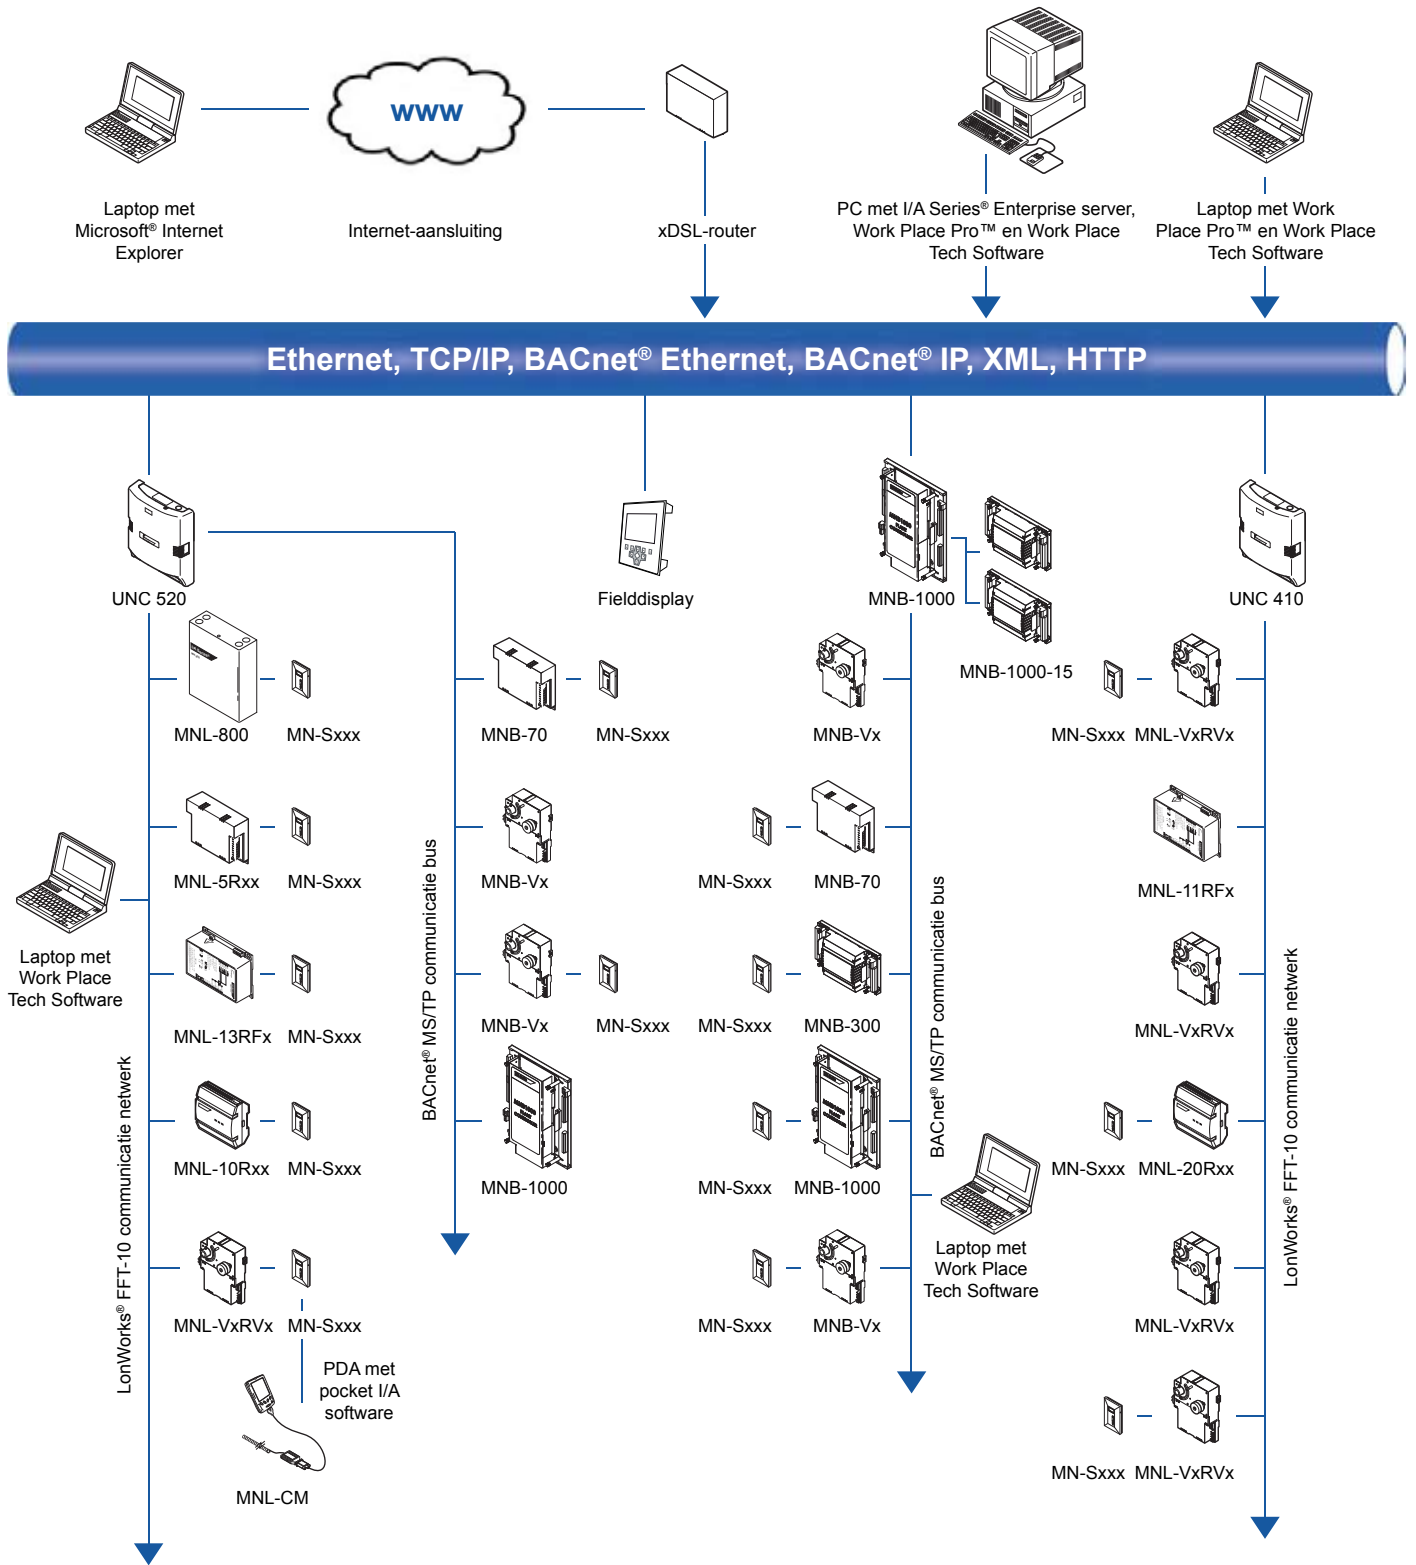 WWW
Laptop met
Microsoft® Internet
Explorer
Internet-aansluiting
xDSL-router
PC met I/A Series® Enterprise server,
Work Place Pro™ en Work Place
Tech Software
Laptop met Work
Place Pro™ en Work Place
Tech Software
Ethernet, TCP/IP, BACnet® Ethernet, BACnet® IP, XML, HTTP
UNC 520
Fielddisplay
MNB-1000
UNC 410
MNB-1000-15
MNL-800
MN-Sxxx
MNB-70
MN-Sxxx
MNB-Vx
MN-Sxxx
MNL-VxRVx
MNL-5Rxx
MN-Sxxx
MNB-Vx
MN-Sxxx
MNB-70
MNL-11RFx
Laptop met
Work Place
Tech Software
MNL-13RFx
MN-Sxxx
MNB-Vx
MN-Sxxx
MN-Sxxx
MNB-300
MNL-VxRVx
BACnet® MS/TP communicatie bus
BACnet® MS/TP communicatie bus
MNL-10Rxx
MN-Sxxx
MNB-1000
MN-Sxxx
MNB-1000
MN-Sxxx
MNL-20Rxx
LonWorks® FFT-10 communicatie netwerk
LonWorks® FFT-10 communicatie netwerk
Laptop met
Work Place
Tech Software
MNL-VxRVx
MN-Sxxx
MN-Sxxx
MNB-Vx
MNL-VxRVx
PDA met
pocket I/A
software
MNL-CM
MN-Sxxx
MNL-VxRVx